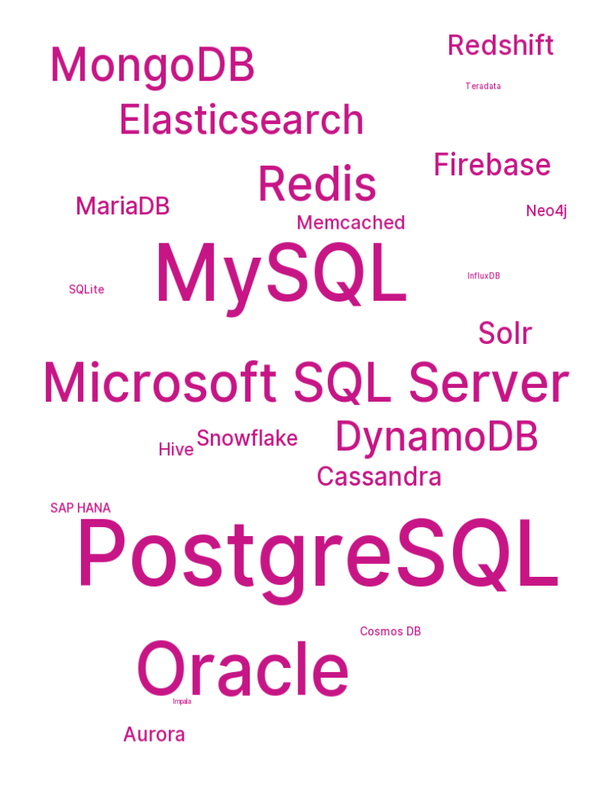 Redshift
MongoDB
Teradata
Elasticsearch
Firebase
Redis
MariaDB
Neo4j
Memcached
MySQL
InfluxDB
SQLite
Solr
Microsoft SQL Server
DynamoDB
Snowflake
Hive
Cassandra
SAP HANA
PostgreSQL
Cosmos DB
Oracle
Impala
Aurora